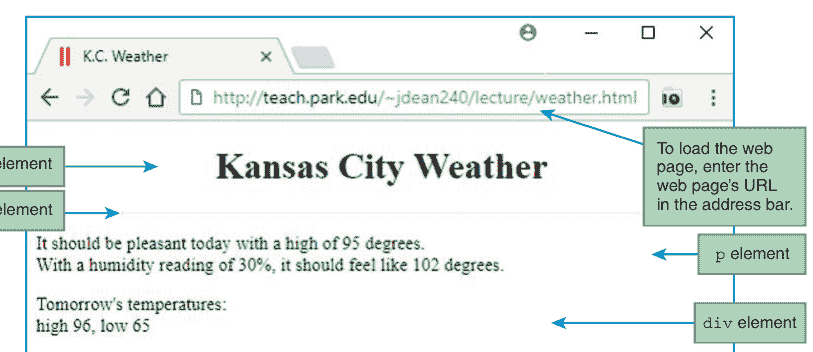 K.C. Weather
http://teach.park.edu/~jdean240/lecture/weather.html
To load the web
page, enter the
web page's URL
in the address bar.
element
Kansas City Weather
element
It should be pleasant today with a high of 95 degrees.
With a humidity reading of 30%, it should feel like 102 degrees.
p element
Tomorrow's temperatures:
high 96, low 65
div element